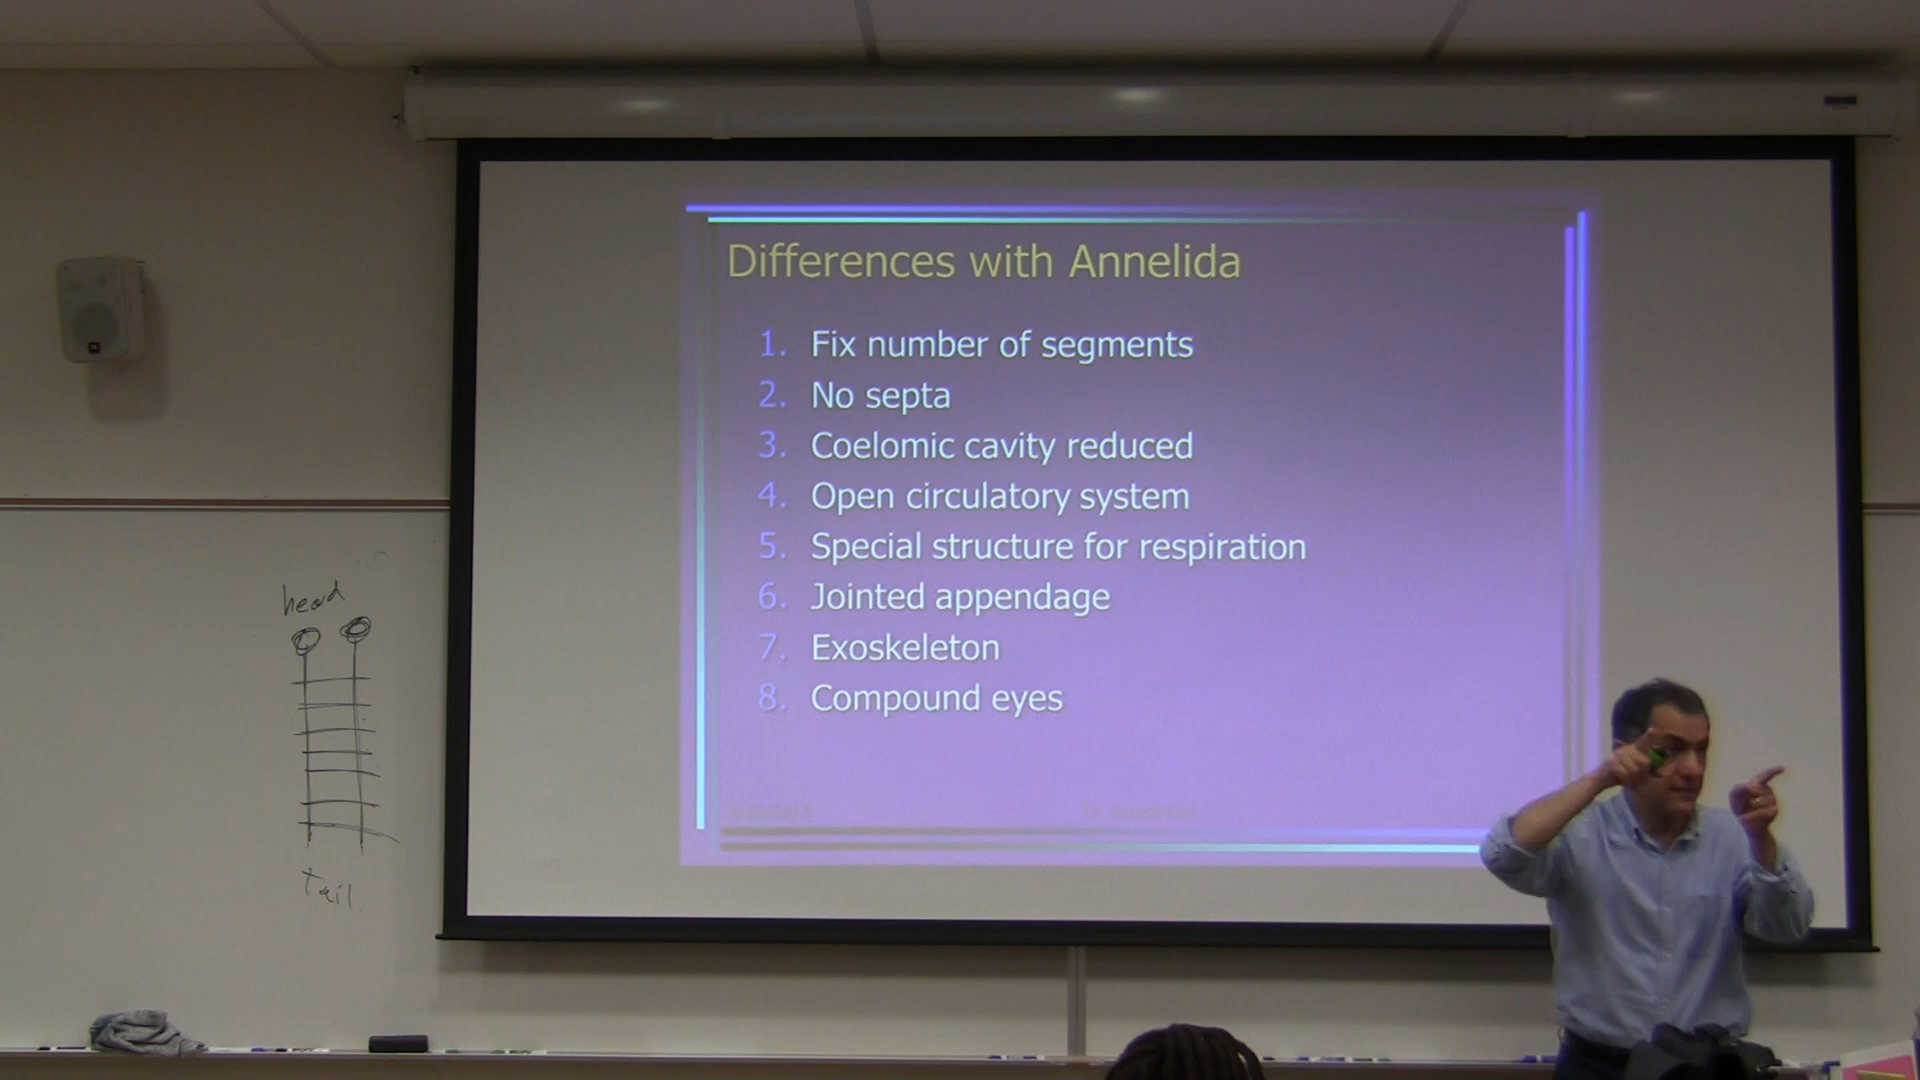 Differences with Annelida
1. Fix number of segments
2. No septa
3. Coelomic cavity reduced
4. Open circulatory system
5. Special structure for respiration
6. Jointed appendage
7. Exoskeleton
8. Compound eyes
head
tail